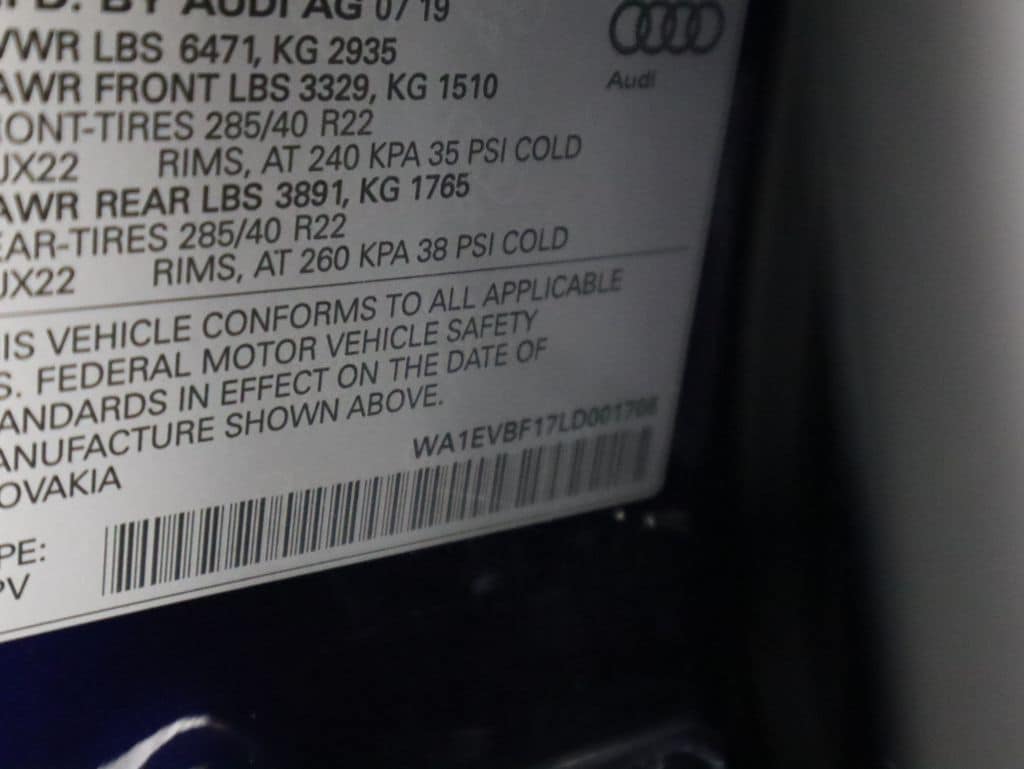 BY AUDI AG 07/19
VWR LBS 6471, KG 2935
AWR FRONT LBS 3329, KG 1510
ONT-TIRES 285/40 R22
JX22 RIMS, AT 240 KPA 35 PSI COLD
AWR REAR LBS 3891, KG 1765
EAR-TIRES 285/40 R22
JX22 RIMS, AT 260 KPA 38 PSI COLD
IS VEHICLE CONFORMS TO ALL APPLICABLE
S. FEDERAL MOTOR VEHICLE SAFETY
ANDARDS IN EFFECT ON THE DATE OF
ANUFACTURE SHOWN ABOVE.
OVAKIA
WA1EVBF17LD001706
PE:
PV
Audi